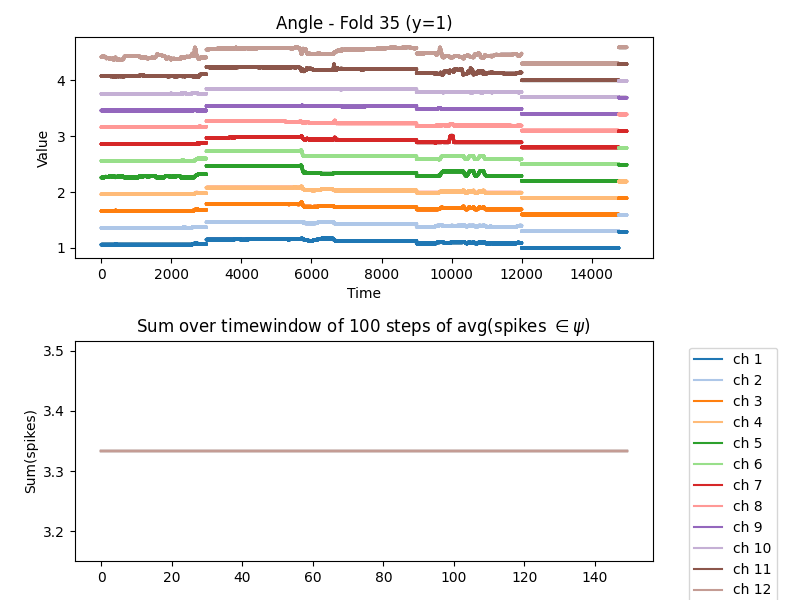 Angle - Fold 35 (y=1)
Value
4
3
2
1
0 2000 4000 6000 8000 10000 12000 14000
Time
Sum over timewindow of 100 steps of avg(spikes ∈ ψ)
Sum(spikes)
3.5
3.4
3.3
3.2
0 20 40 60 80 100 120 140
ch 1
ch 2
ch 3
ch 4
ch 5
ch 6
ch 7
ch 8
ch 9
ch 10
ch 11
ch 12